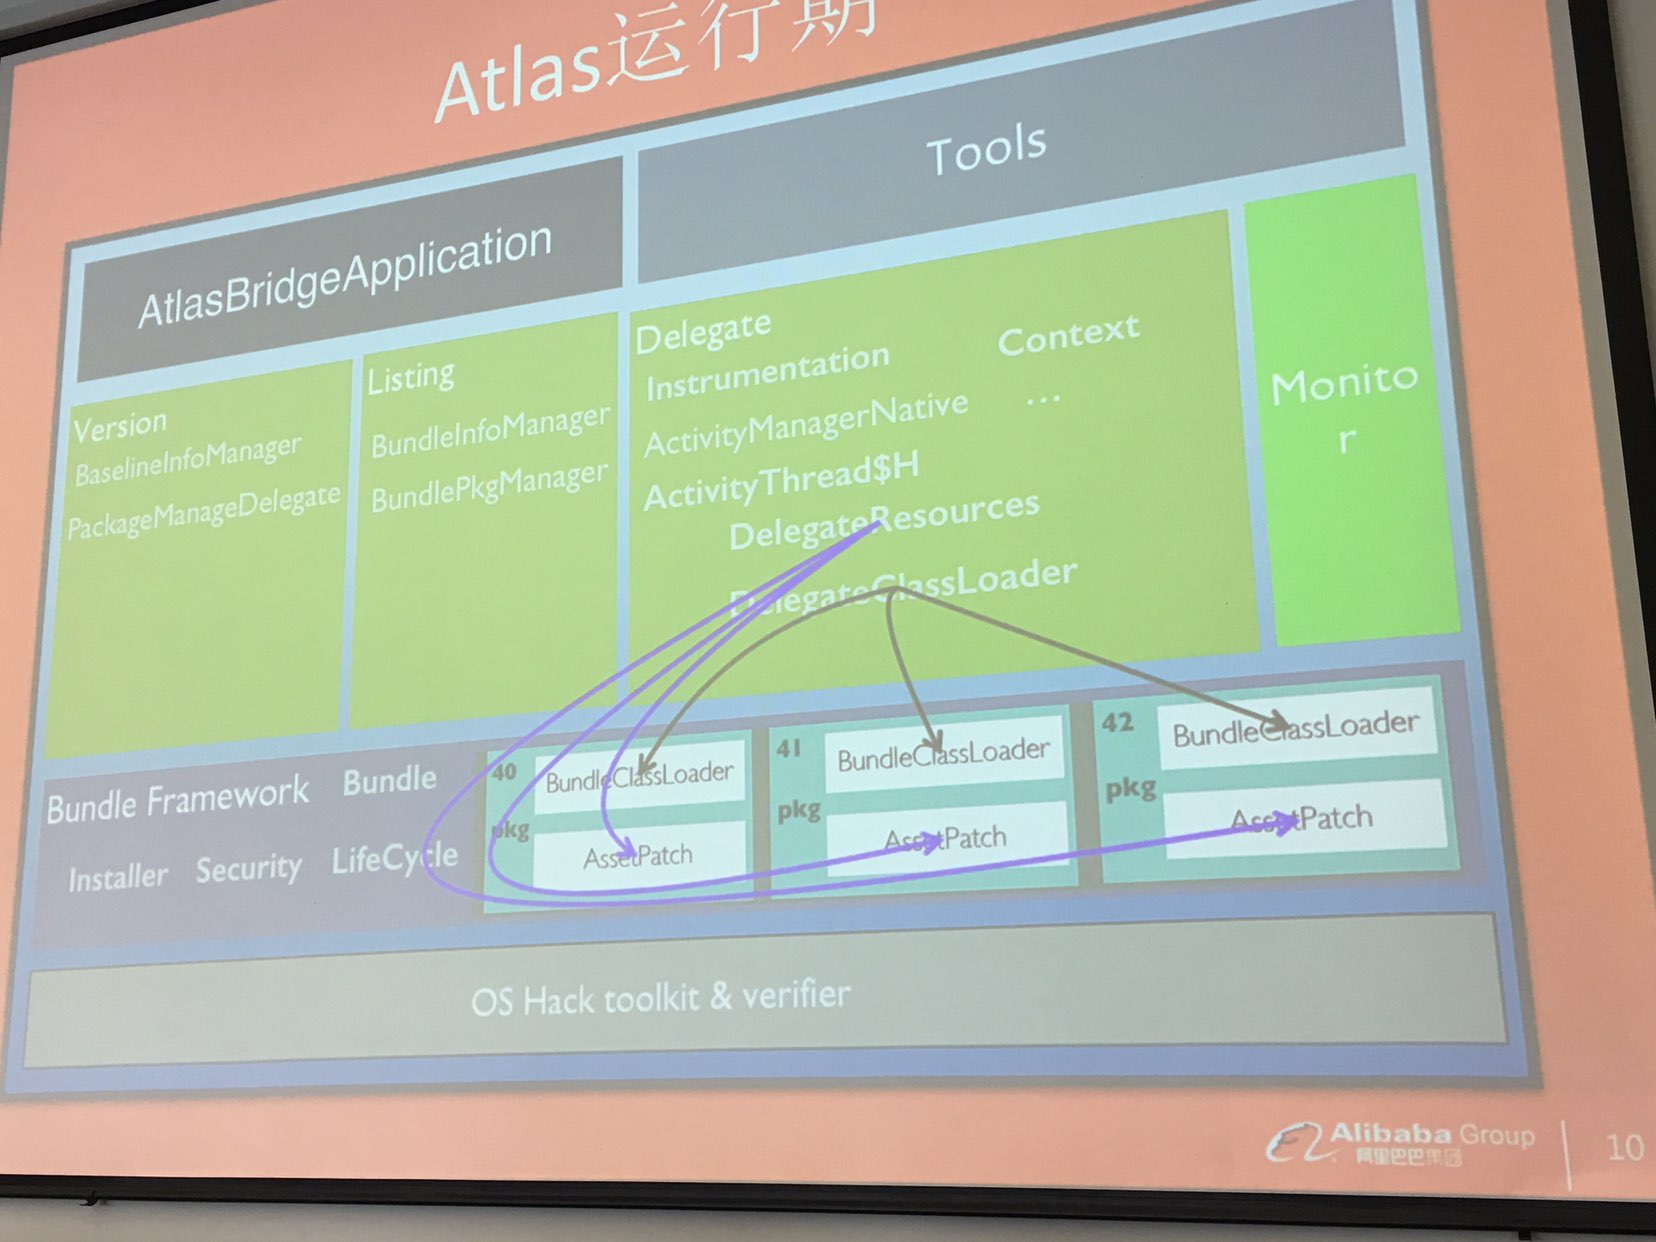 Atlas运行期
AtlasBridgeApplication
Tools
Version
BaselineInfoManager
PackageManageDelegate
Listing
BundleInfoManager
BundlePkgManager
Delegate
Instrumentation
Context
ActivityManagerNative
...
ActivityThread$H
DelegateResources
DelegateClassLoader
Monito
r
Bundle Framework
Bundle
Installer
Security
LifeCycle
40
pkg
BundleClassLoader
AssetPatch
41
pkg
BundleClassLoader
AssetPatch
42
pkg
BundleClassLoader
AssetPatch
OS Hack toolkit & verifier
Alibaba Group
阿里巴巴集团
10